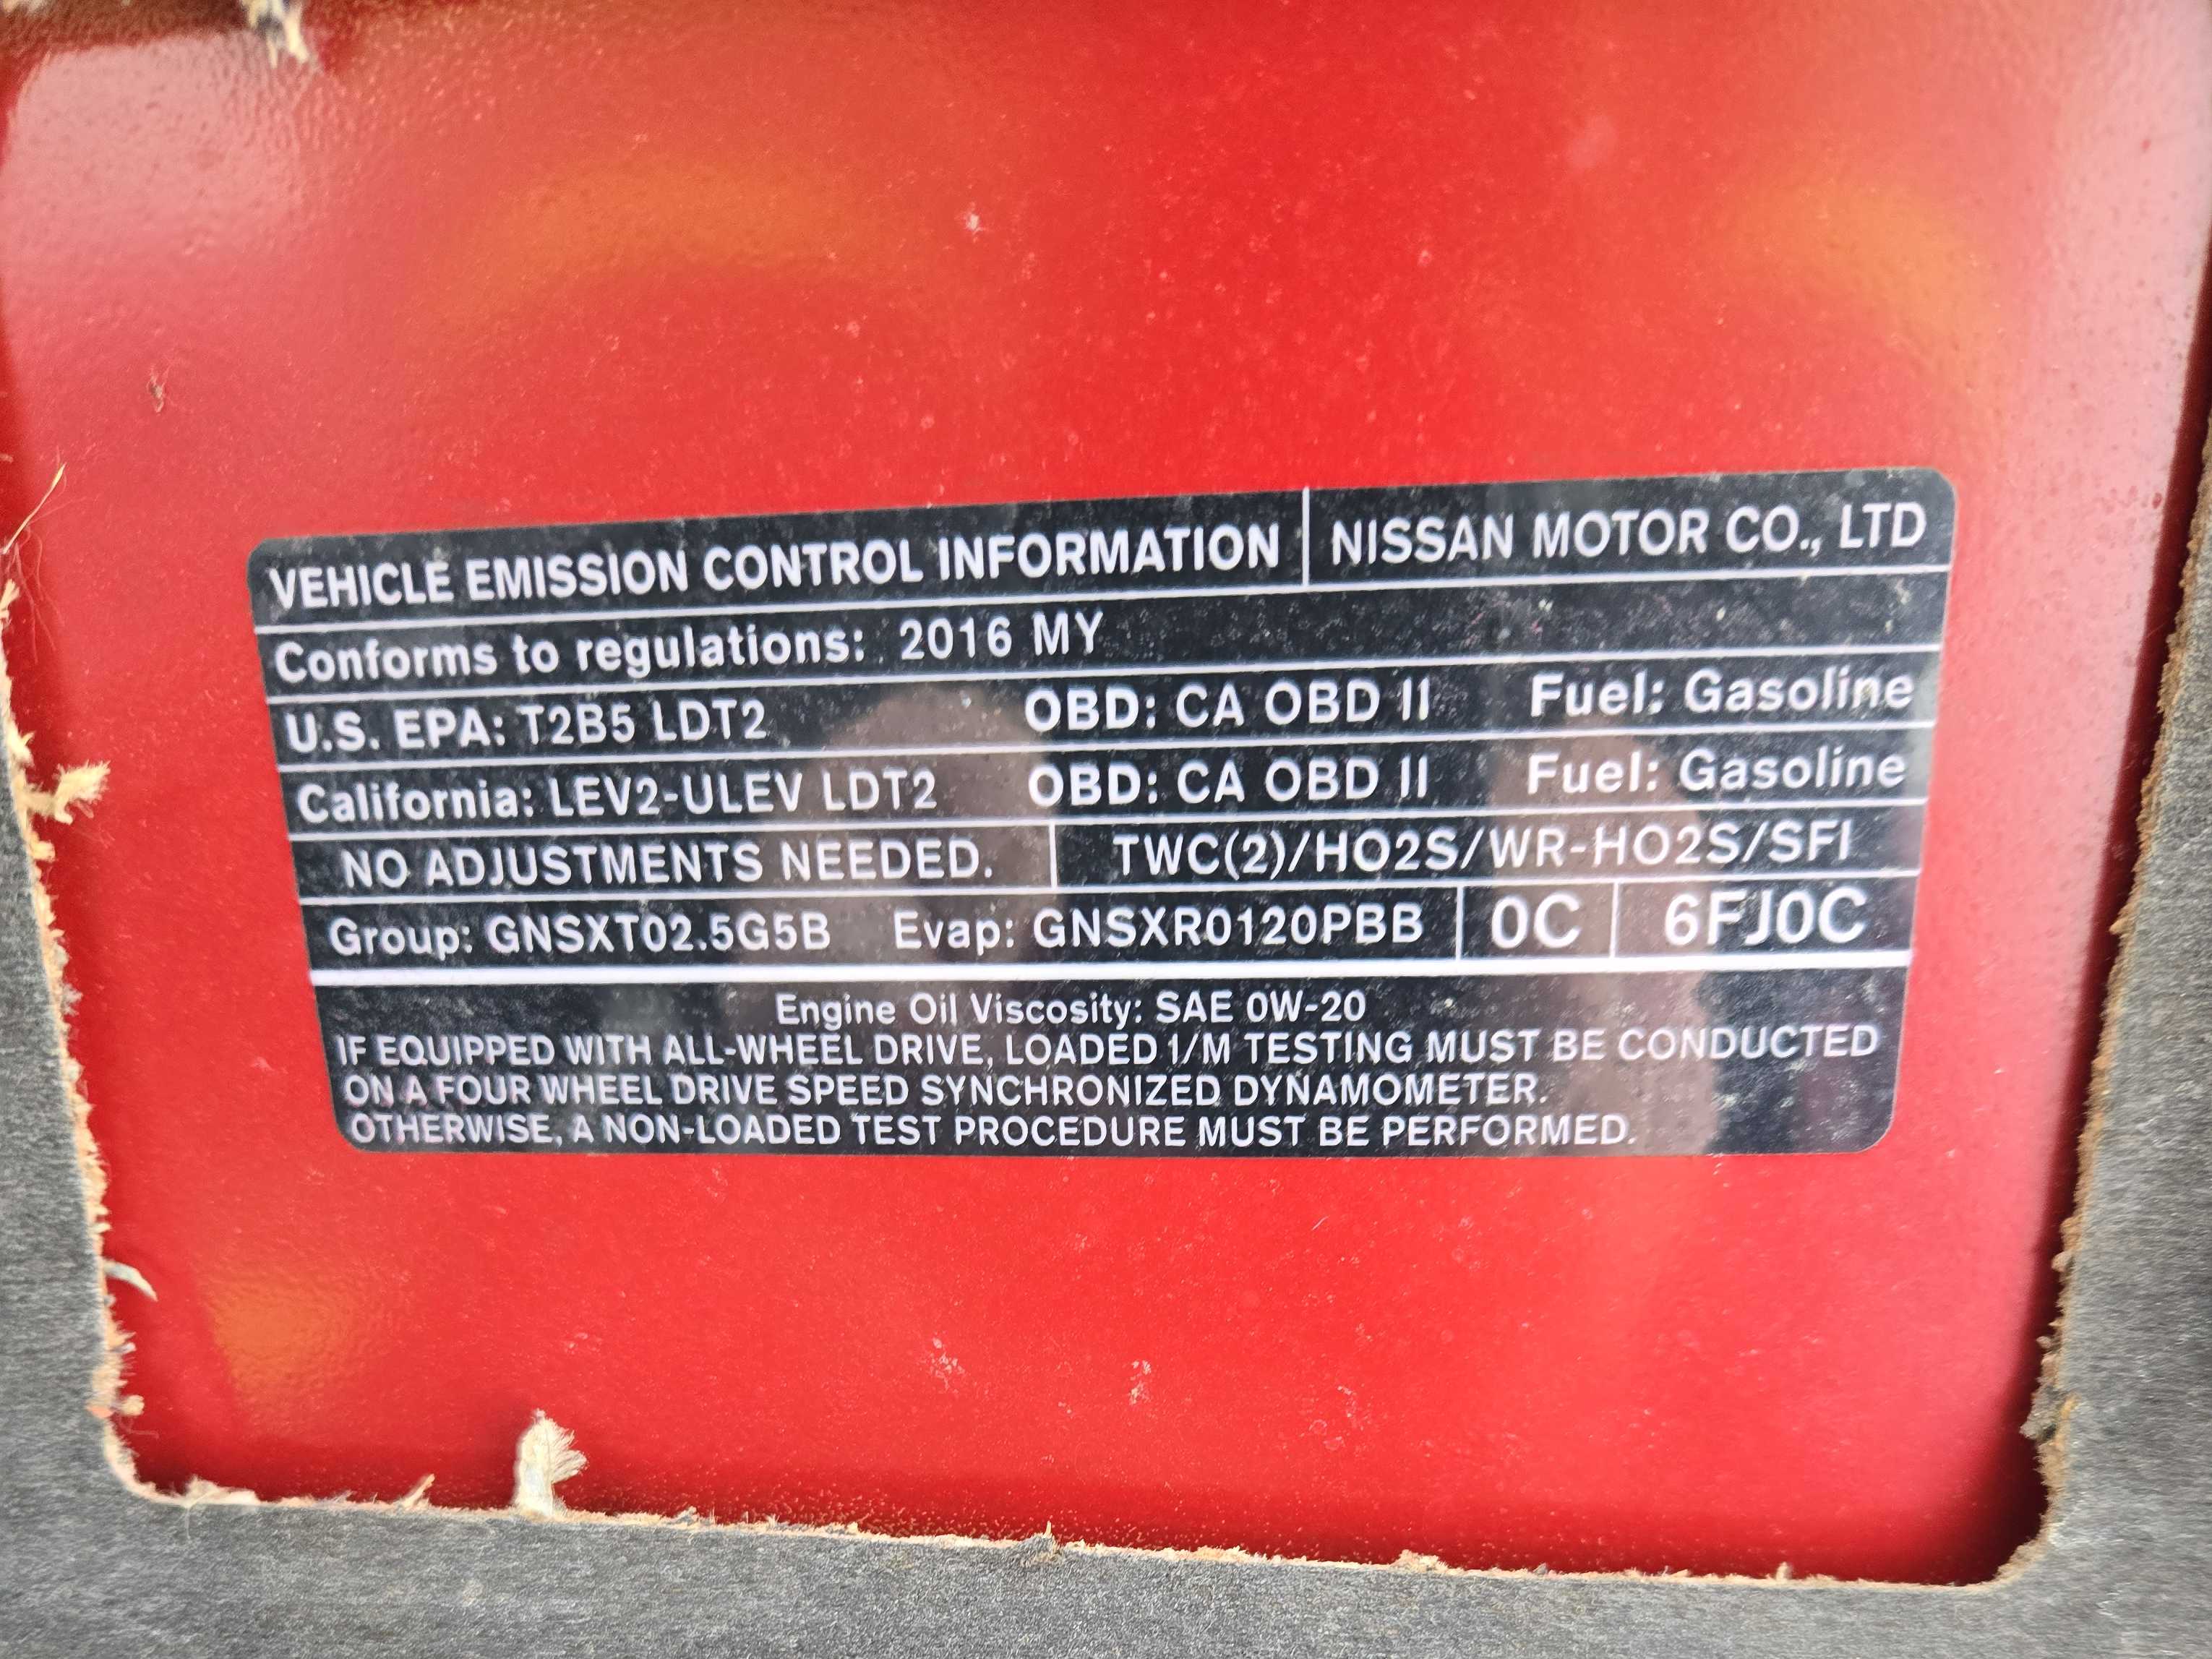 VEHICLE EMISSION CONTROL INFORMATION NISSAN MOTOR CO., LTD
Conforms to regulations: 2016 MY
U.S. EPA: T2B5 LDT2 OBD: CA OBD II Fuel: Gasoline
California: LEV2-ULEV LDT2 OBD: CA OBD II Fuel: Gasoline
NO ADJUSTMENTS NEEDED. TWC(2)/HO2S/WR-HO2S/SFI
Group: GNSXT02.5G5B Evap: GNSXR0120PBB 0C 6FJ0C
Engine Oil Viscosity: SAE 0W-20
IF EQUIPPED WITH ALL-WHEEL DRIVE, LOADED I/M TESTING MUST BE CONDUCTED
ON A FOUR WHEEL DRIVE SPEED SYNCHRONIZED DYNAMOMETER.
OTHERWISE, A NON-LOADED TEST PROCEDURE MUST BE PERFORMED.